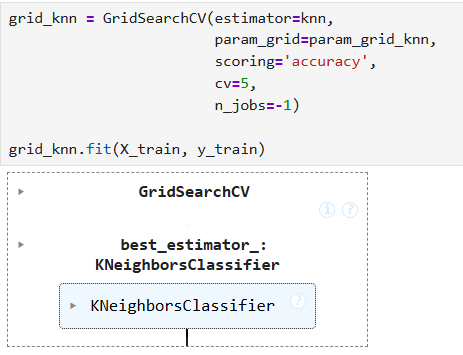 grid_knn = GridSearchCV(estimator=knn,
param_grid=param_grid_knn,
scoring='accuracy',
cv=5,
n_jobs=-1)
grid_knn.fit(X_train, y_train)
▸ GridSearchCV
i ?
▸ best_estimator_:
KNeighborsClassifier
▸ KNeighborsClassifier ?